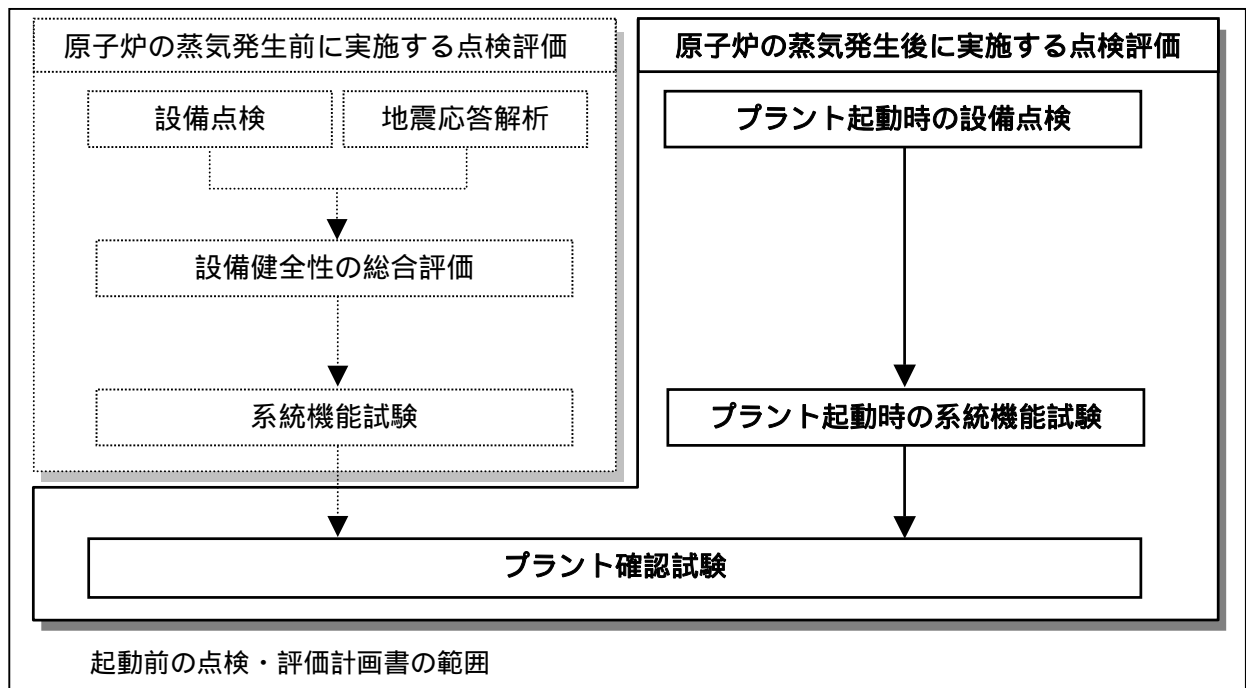 原子炉の蒸気発生前に実施する点検評価
設備点検
地震応答解析
設備健全性の総合評価
系統機能試験
原子炉の蒸気発生後に実施する点検評価
プラント起動時の設備点検
プラント起動時の系統機能試験
プラント確認試験
起動前の点検・評価計画書の範囲